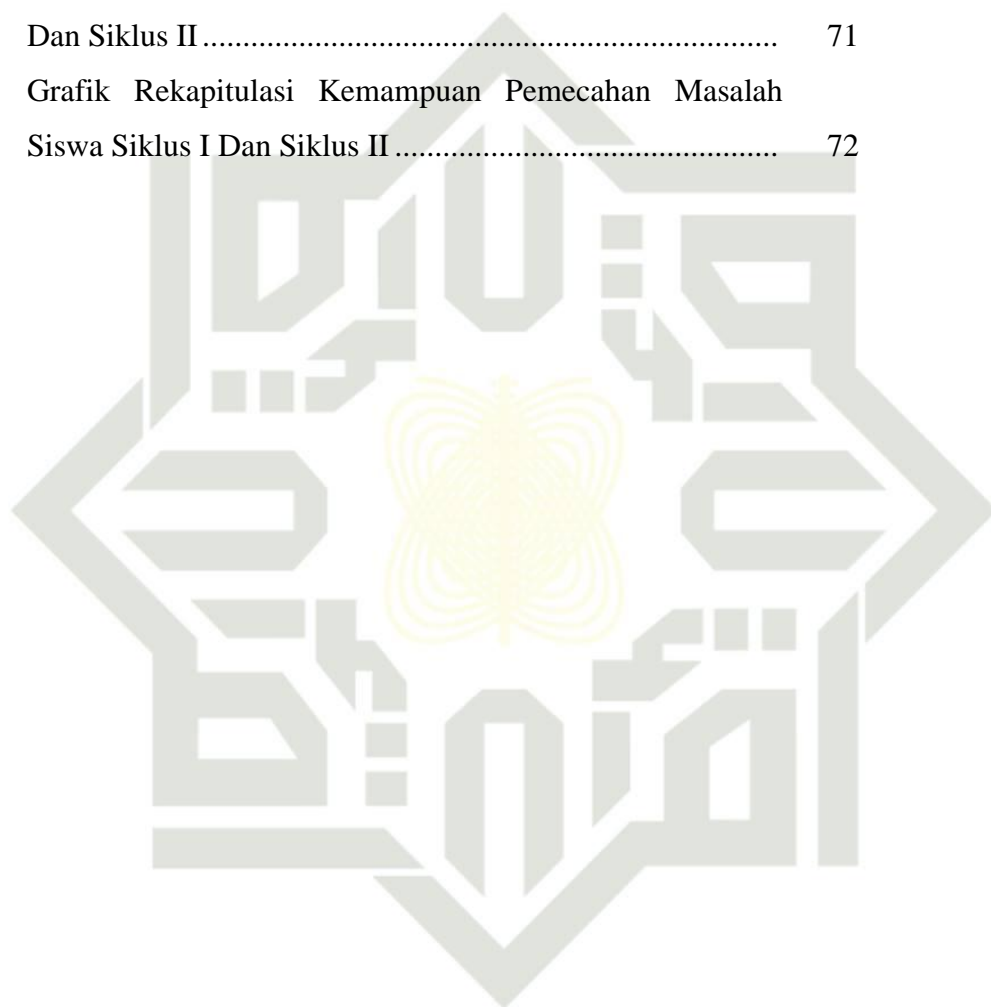 Dan Siklus II ...................................................................... 71
Grafik Rekapitulasi Kemampuan Pemecahan Masalah
Siswa Siklus I Dan Siklus II ............................................... 72